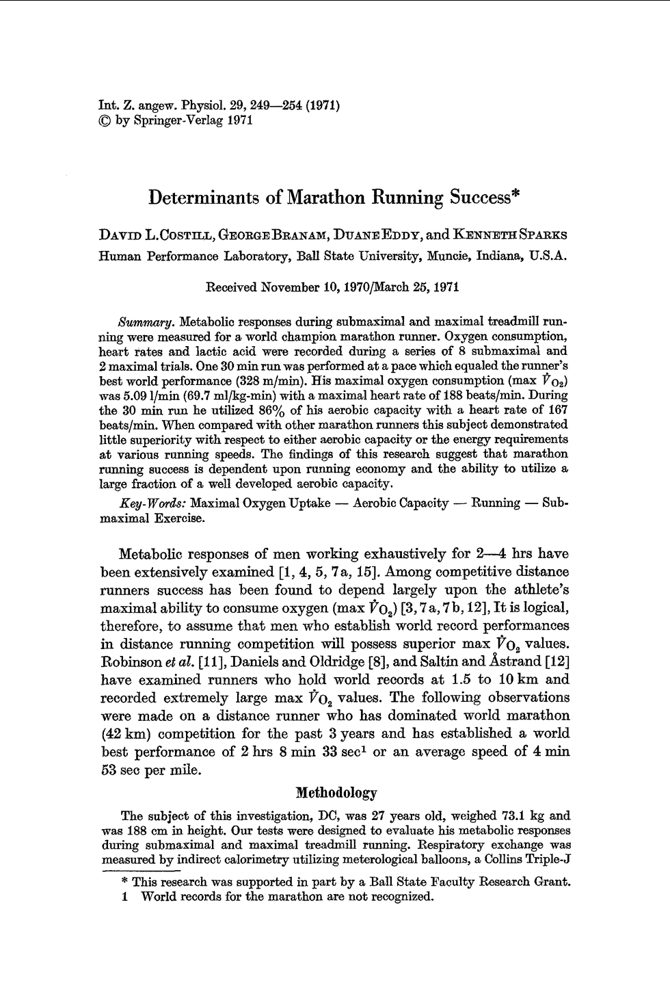 Int. Z. angew. Physiol. 29, 249—254 (1971)
© by Springer-Verlag 1971
Determinants of Marathon Running Success*
DAVID L. COSTILL, GEORGE BRANAM, DUANE EDDY, and KENNETH SPARKS
Human Performance Laboratory, Ball State University, Muncie, Indiana, U.S.A.
Received November 10, 1970/March 25, 1971
Summary. Metabolic responses during submaximal and maximal treadmill run-
ning were measured for a world champion marathon runner. Oxygen consumption,
heart rates and lactic acid were recorded during a series of 8 submaximal and
2 maximal trials. One 30 min run was performed at a pace which equaled the runner's
best world performance (328 m/min). His maximal oxygen consumption (max V̇O₂)
was 5.09 l/min (69.7 ml/kg-min) with a maximal heart rate of 188 beats/min. During
the 30 min run he utilized 86% of his aerobic capacity with a heart rate of 167
beats/min. When compared with other marathon runners this subject demonstrated
little superiority with respect to either aerobic capacity or the energy requirements
at various running speeds. The findings of this research suggest that marathon
running success is dependent upon running economy and the ability to utilize a
large fraction of a well developed aerobic capacity.
Key-Words: Maximal Oxygen Uptake — Aerobic Capacity — Running — Sub-
maximal Exercise.
Metabolic responses of men working exhaustively for 2—4 hrs have
been extensively examined [1, 4, 5, 7a, 15]. Among competitive distance
runners success has been found to depend largely upon the athlete's
maximal ability to consume oxygen (max V̇O₂) [3, 7a, 7b, 12], It is logical,
therefore, to assume that men who establish world record performances
in distance running competition will possess superior max V̇O₂ values.
Robinson et al. [11], Daniels and Oldridge [8], and Saltin and Åstrand [12]
have examined runners who hold world records at 1.5 to 10 km and
recorded extremely large max V̇O₂ values. The following observations
were made on a distance runner who has dominated world marathon
(42 km) competition for the past 3 years and has established a world
best performance of 2 hrs 8 min 33 sec¹ or an average speed of 4 min
53 sec per mile.
Methodology
The subject of this investigation, DC, was 27 years old, weighed 73.1 kg and
was 188 cm in height. Our tests were designed to evaluate his metabolic responses
during submaximal and maximal treadmill running. Respiratory exchange was
measured by indirect calorimetry utilizing meterological balloons, a Collins Triple-J
* This research was supported in part by a Ball State Faculty Research Grant.
1 World records for the marathon are not recognized.